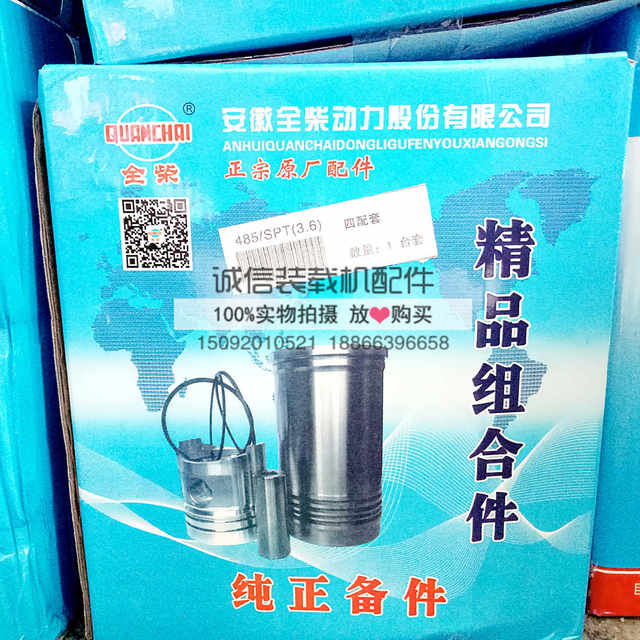 QUANCHAI
®
全柴
安徽全柴动力股份有限公司
ANHUIQUANCHAIDONGLIGUFENYOUXIANGONGSI
正宗原厂配件
485/SPT(3.6) 四配套
数量：1 台套
诚信装载机配件
100%实物拍摄 放❤购买
15092010521 18866396658
精品组合件
纯正备件